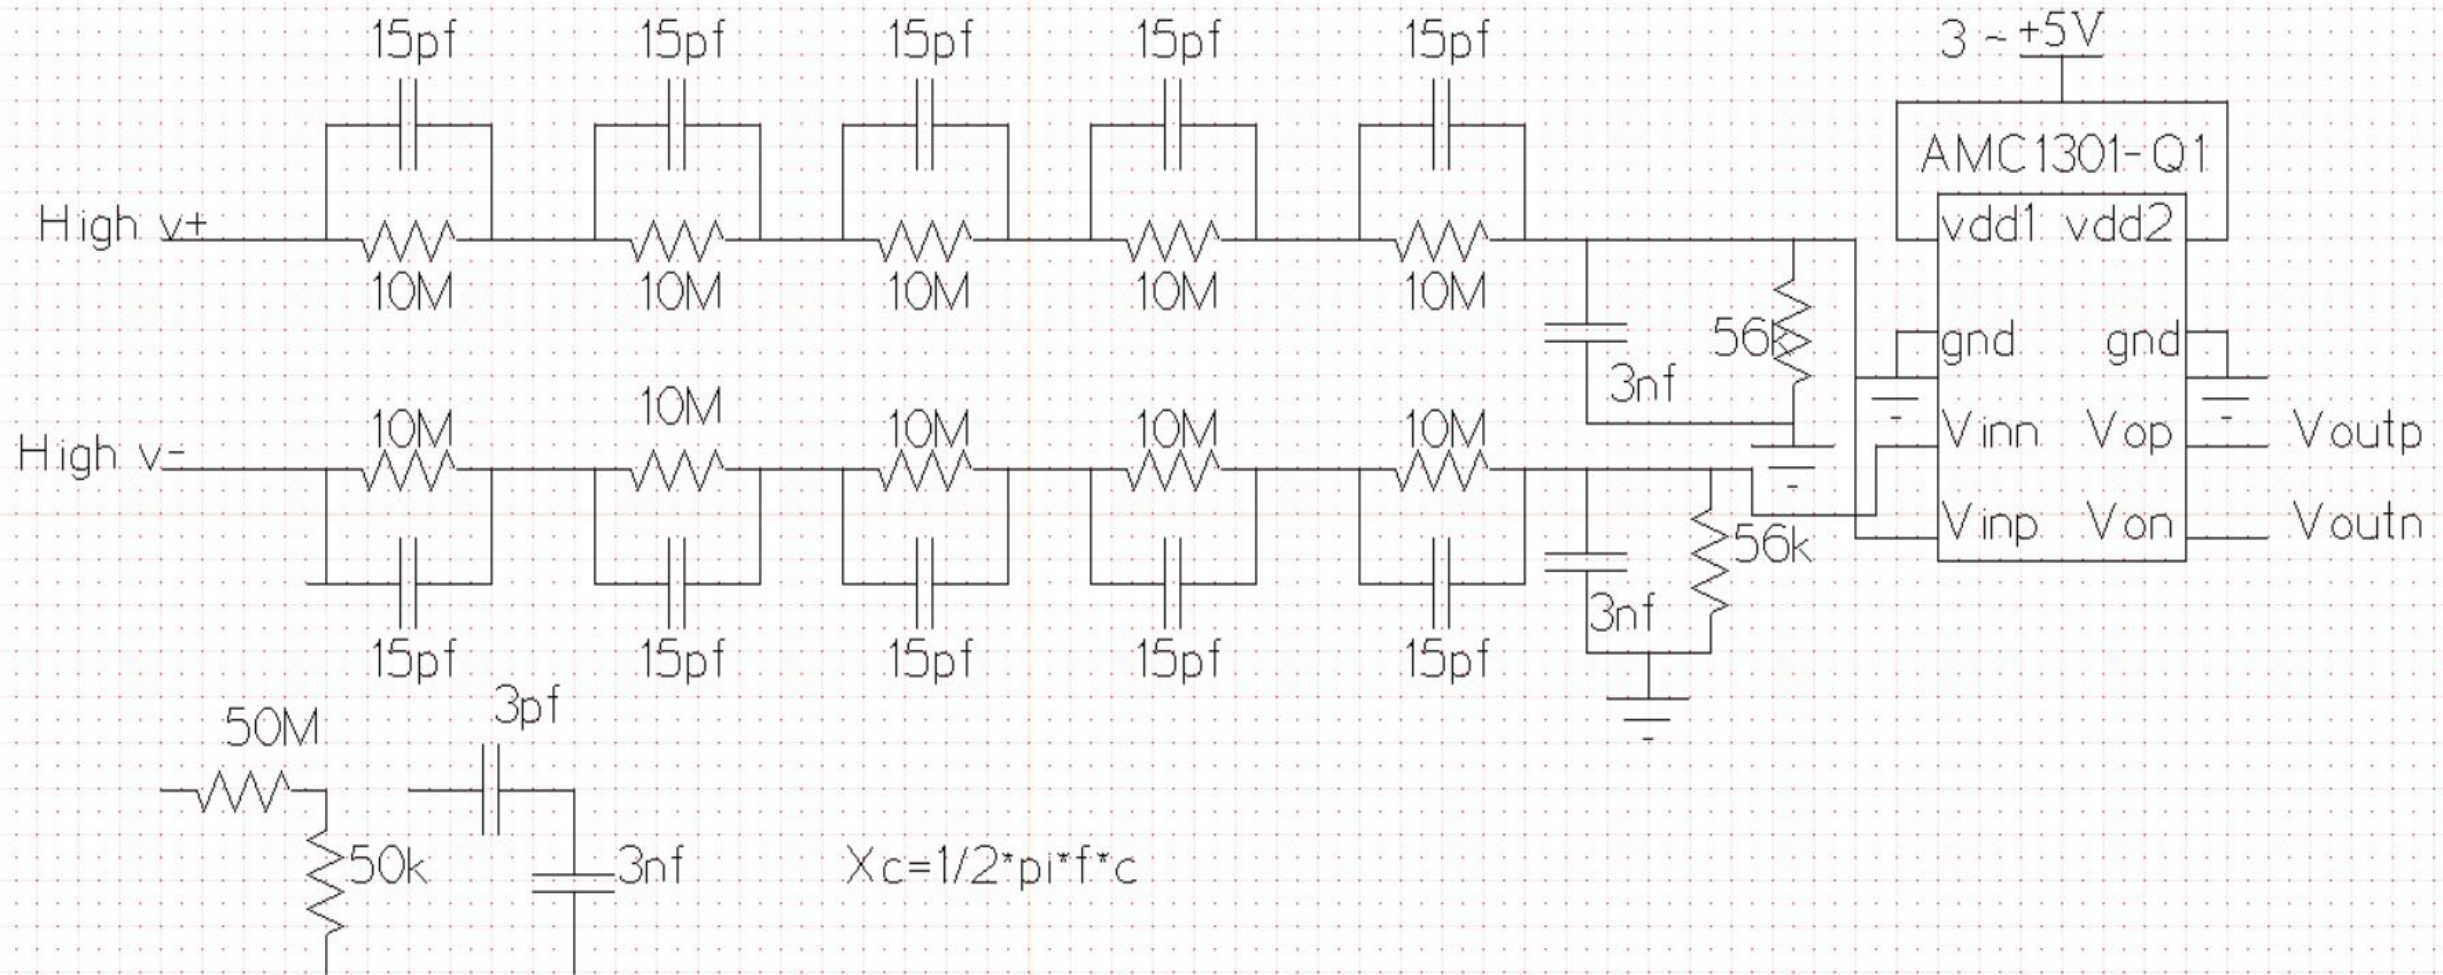 15pf 15pf 15pf 15pf 15pf 3~ +5V
AMC1301-Q1
High v+ vdd1 vdd2
10M 10M 10M 10M 10M
56k gnd gnd
3nf
10M 10M 10M 10M 10M Vinn Vop Voutp
High v-
56k Vinp Von Voutn
3nf
15pf 15pf 15pf 15pf 15pf
3pf
50M
50k 3nf Xc=1/2*pi*f*c